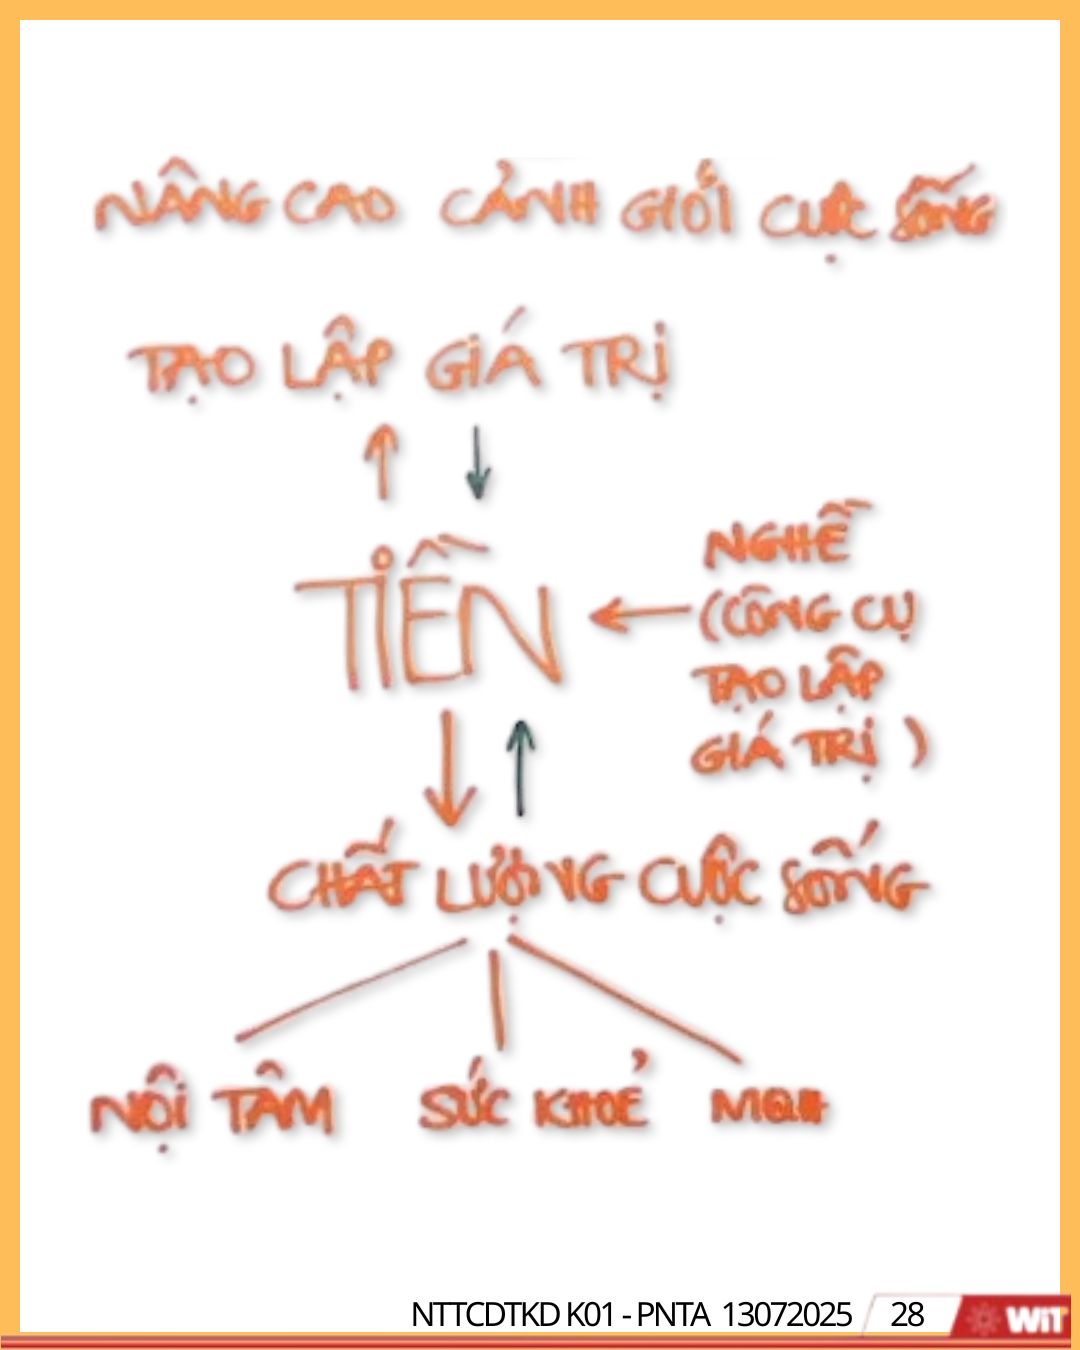 NÂNG CAO CẢNH GIỚI CUỘC SỐNG
TẠO LẬP GIÁ TRỊ
TIỀN
NGHỀ
(CÔNG CỤ
TẠO LẬP
GIÁ TRỊ)
CHẤT LƯỢNG CUỘC SỐNG
NỘI TÂM SỨC KHOẺ MQH
NTTCDTKD K01 - PNTA 13072025 28 WiT